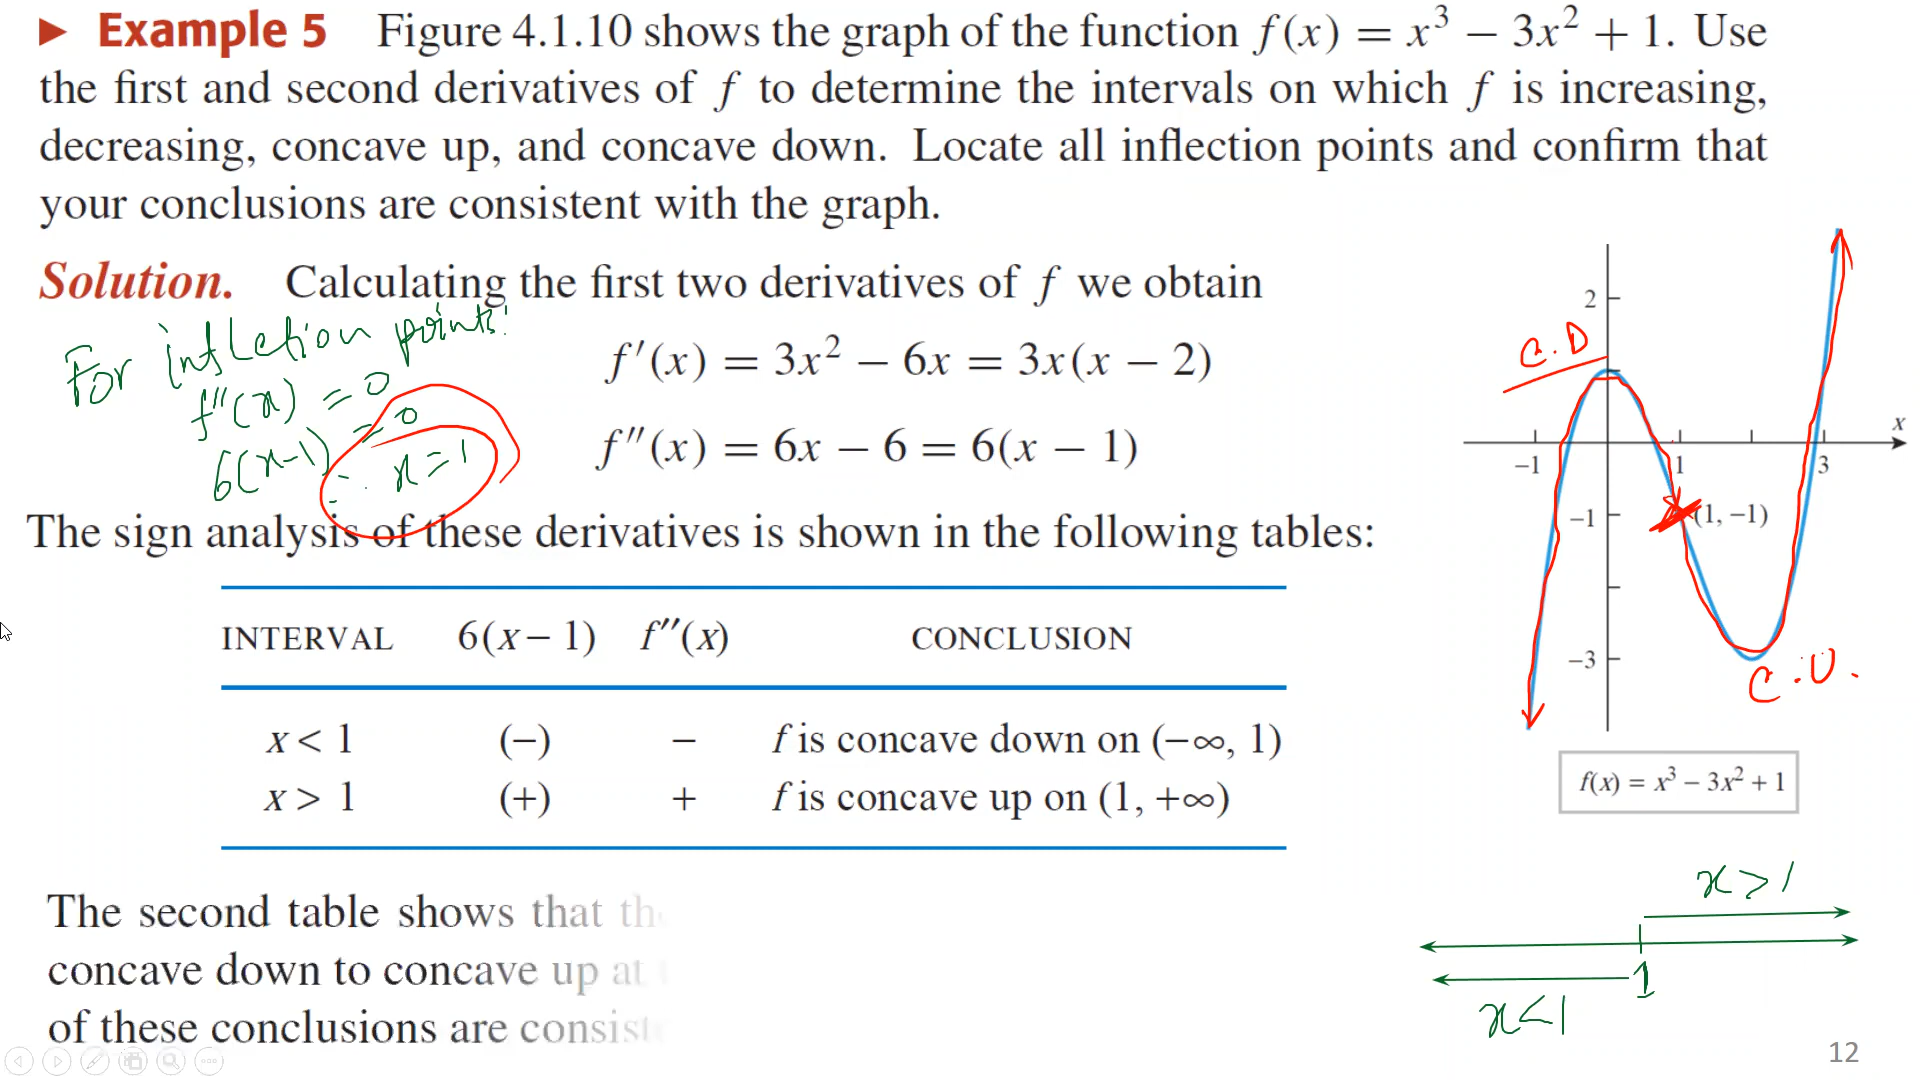 ► Example 5 Figure 4.1.10 shows the graph of the function f(x) = x³ − 3x² + 1. Use
the first and second derivatives of f to determine the intervals on which f is increasing,
decreasing, concave up, and concave down. Locate all inflection points and confirm that
your conclusions are consistent with the graph.
Solution. Calculating the first two derivatives of f we obtain
For infletion points:
f''(x) = 0
6(x-1) = 0
∴ x = 1
f′(x) = 3x² − 6x = 3x(x − 2)
f″(x) = 6x − 6 = 6(x − 1)
The sign analysis of these derivatives is shown in the following tables:
INTERVAL 6(x − 1) f″(x) CONCLUSION
x < 1 (−) − f is concave down on (−∞, 1)
x > 1 (+) + f is concave up on (1, +∞)
The second table shows that the
concave down to concave up at
of these conclusions are consist
C.D
2
x
−1
1
3
−1
(1, −1)
−3
C.U.
f(x) = x³ − 3x² + 1
x > 1
1
x < 1
12